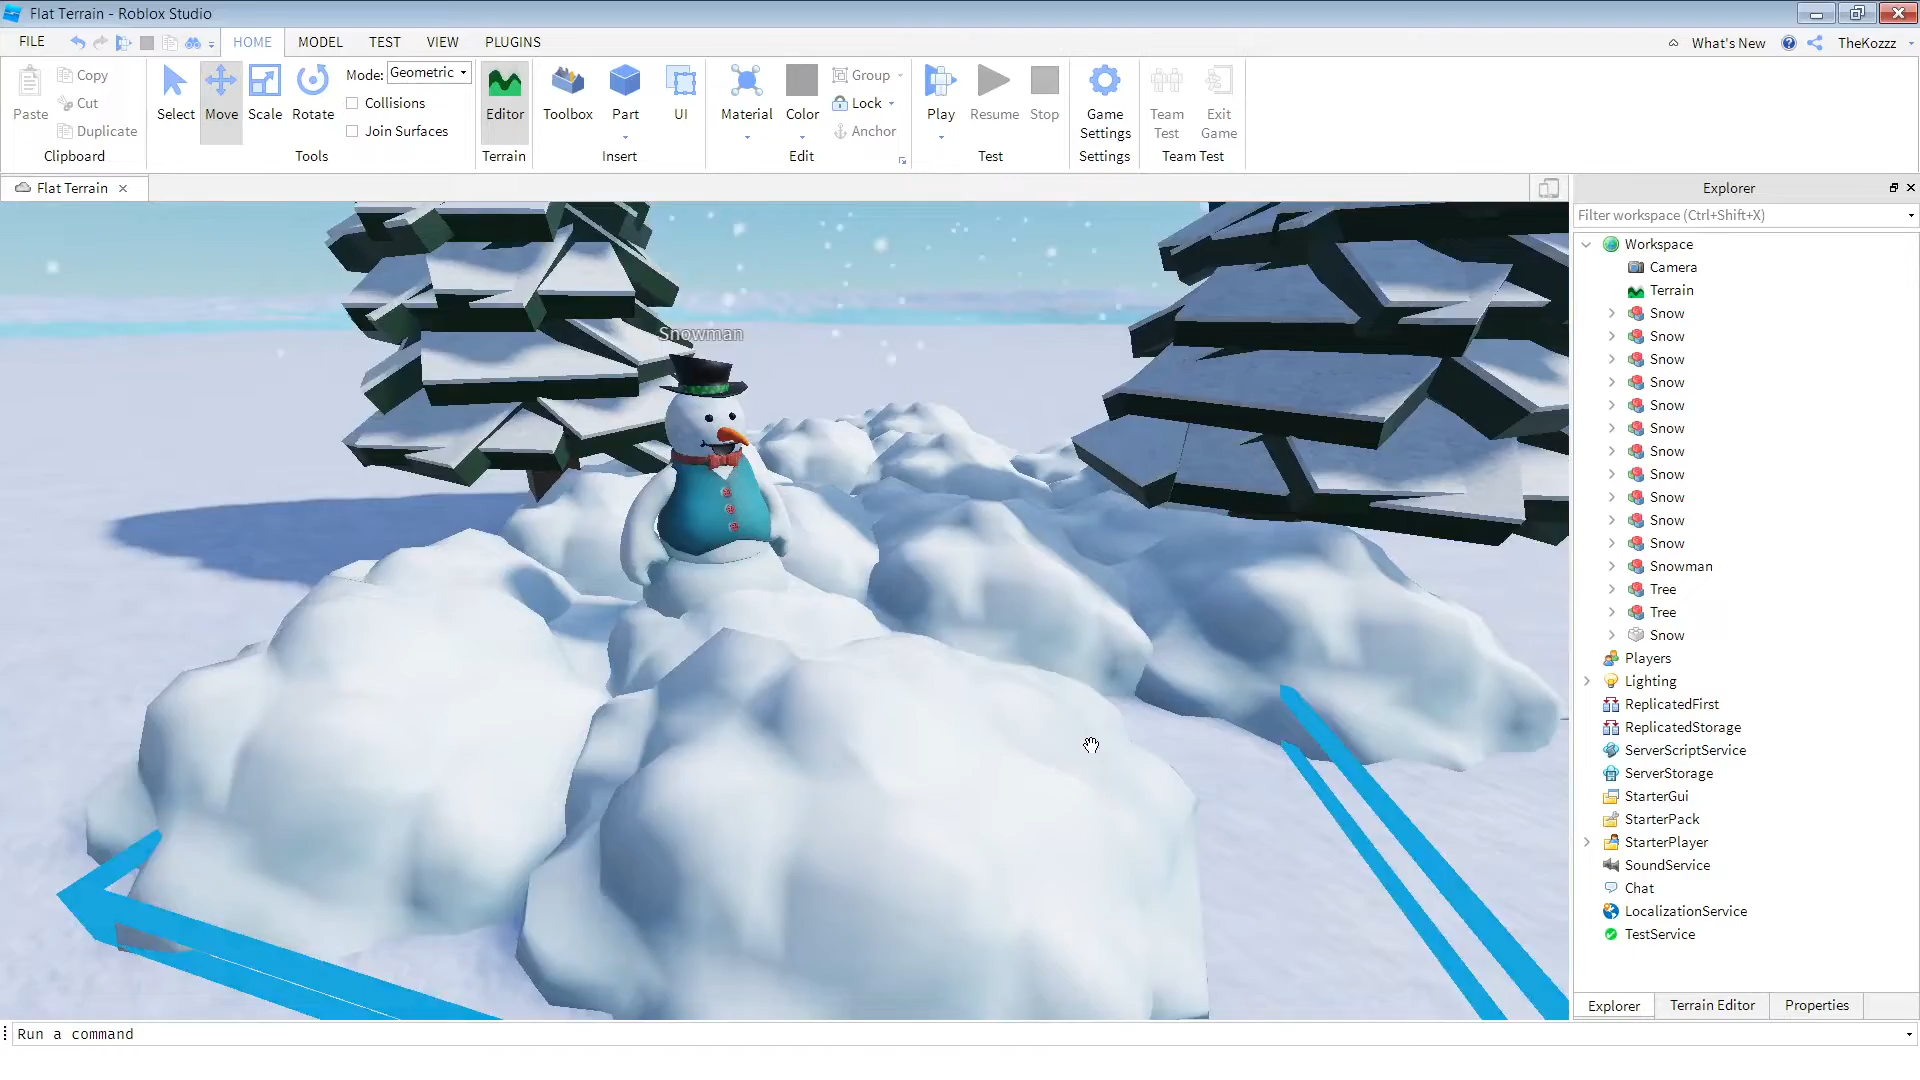 Flat Terrain - Roblox Studio
FILE
HOME
MODEL
TEST
VIEW
PLUGINS
What's New
TheKozzz
Paste
Copy
Cut
Duplicate
Clipboard
Select
Move
Scale
Rotate
Mode: Geometric
Collisions
Join Surfaces
Tools
Editor
Terrain
Toolbox
Part
UI
Insert
Material
Color
Group
Lock
Anchor
Edit
Play
Resume
Stop
Test
Game
Settings
Settings
Team
Test
Exit
Game
Team Test
Flat Terrain
Snowman
Explorer
Filter workspace (Ctrl+Shift+X)
Workspace
Camera
Terrain
Snow
Snow
Snow
Snow
Snow
Snow
Snow
Snow
Snow
Snow
Snow
Snowman
Tree
Tree
Snow
Players
Lighting
ReplicatedFirst
ReplicatedStorage
ServerScriptService
ServerStorage
StarterGui
StarterPack
StarterPlayer
SoundService
Chat
LocalizationService
TestService
Explorer
Terrain Editor
Properties
Run a command